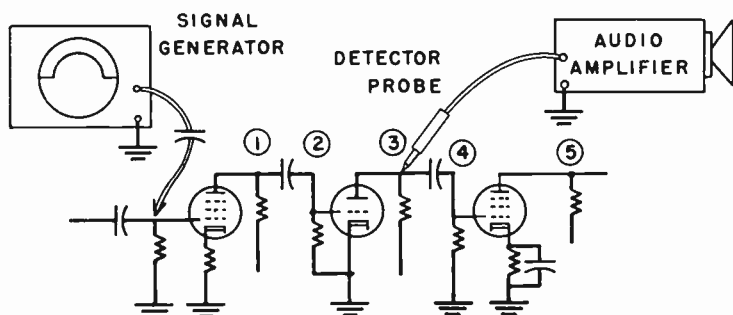 SIGNAL
GENERATOR
DETECTOR
PROBE
AUDIO
AMPLIFIER
1
2
3
4
5